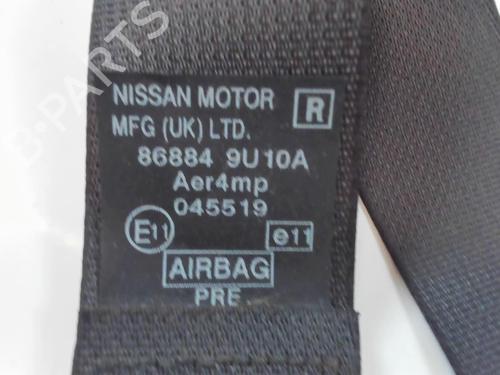 NISSAN MOTOR R
MFG (UK) LTD.
86884 9U10A
Aer4mp
045519
E11 e11
AIRBAG
PRE
B-PARTS